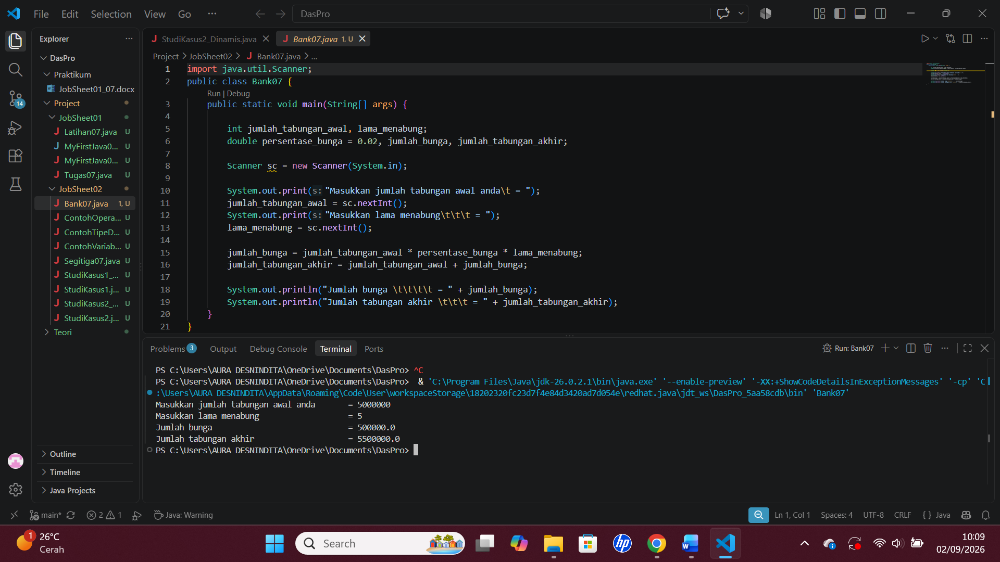 File Edit Selection View Go ··· DasPro
Explorer ···
DasPro
Praktikum
JobSheet01_07.docx
Project
JobSheet01
Latihan07.java U
MyFirstJava0... U
MyFirstJava0... U
Tugas07.java U
JobSheet02
Bank07.java 1, U
ContohOpera... U
ContohTipeD... U
ContohVariab... U
Segitiga07.java U
StudiKasus1_... U
StudiKasus1.j... U
StudiKasus2_... U
StudiKasus2.j... U
Teori
Outline
Timeline
Java Projects
14
StudiKasus2_Dinamis.java Bank07.java 1, U
Project > JobSheet02 > Bank07.java > ...
1 import java.util.Scanner;
2 public class Bank07 {
Run | Debug
3 public static void main(String[] args) {
4
5 int jumlah_tabungan_awal, lama_menabung;
6 double persentase_bunga = 0.02, jumlah_bunga, jumlah_tabungan_akhir;
7
8 Scanner sc = new Scanner(System.in);
9
10 System.out.print(s:"Masukkan jumlah tabungan awal anda\t = ");
11 jumlah_tabungan_awal = sc.nextInt();
12 System.out.print(s:"Masukkan lama menabung\t\t\t = ");
13 lama_menabung = sc.nextInt();
14
15 jumlah_bunga = jumlah_tabungan_awal * persentase_bunga * lama_menabung;
16 jumlah_tabungan_akhir = jumlah_tabungan_awal + jumlah_bunga;
17
18 System.out.println("Jumlah bunga \t\t\t\t = " + jumlah_bunga);
19 System.out.println("Jumlah tabungan akhir \t\t\t = " + jumlah_tabungan_akhir);
20 }
21 }
Problems 3 Output Debug Console Terminal Ports Run: Bank07
PS C:\Users\AURA DESNINDITA\OneDrive\Documents\DasPro> ^C
PS C:\Users\AURA DESNINDITA\OneDrive\Documents\DasPro> & 'C:\Program Files\Java\jdk-26.0.2.1\bin\java.exe' '--enable-preview' '-XX:+ShowCodeDetailsInExceptionMessages' '-cp' 'C
:\Users\AURA DESNINDITA\AppData\Roaming\Code\User\workspaceStorage\18202320fc23d7f4e84d3420ad7d054e\redhat.java\jdt_ws\DasPro_5aa58cdb\bin' 'Bank07'
Masukkan jumlah tabungan awal anda = 5000000
Masukkan lama menabung = 5
Jumlah bunga = 500000.0
Jumlah tabungan akhir = 5500000.0
PS C:\Users\AURA DESNINDITA\OneDrive\Documents\DasPro>
main* 2 1 Java: Warning Ln 1, Col 1 Spaces: 4 UTF-8 CRLF { } Java
1 26°C
Cerah
Search
10:09
02/09/2026